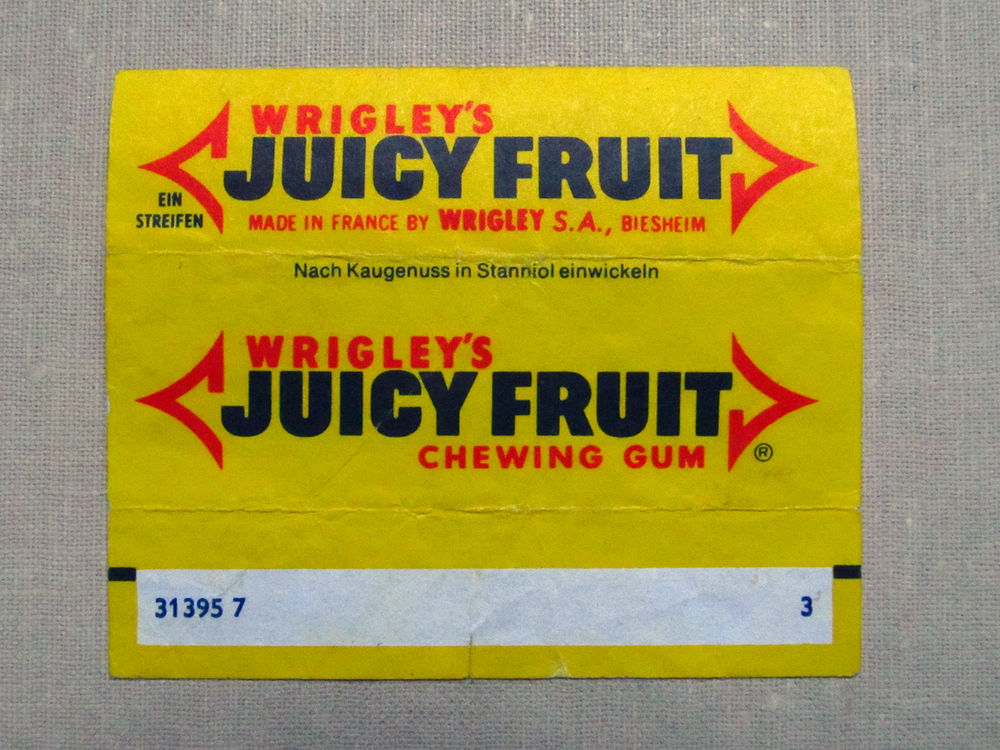 WRIGLEY'S
JUICY FRUIT
EIN
STREIFEN
MADE IN FRANCE BY WRIGLEY S.A., BIESHEIM
Nach Kaugenuss in Stanniol einwickeln
WRIGLEY'S
JUICY FRUIT
CHEWING GUM ®
31395 7 3